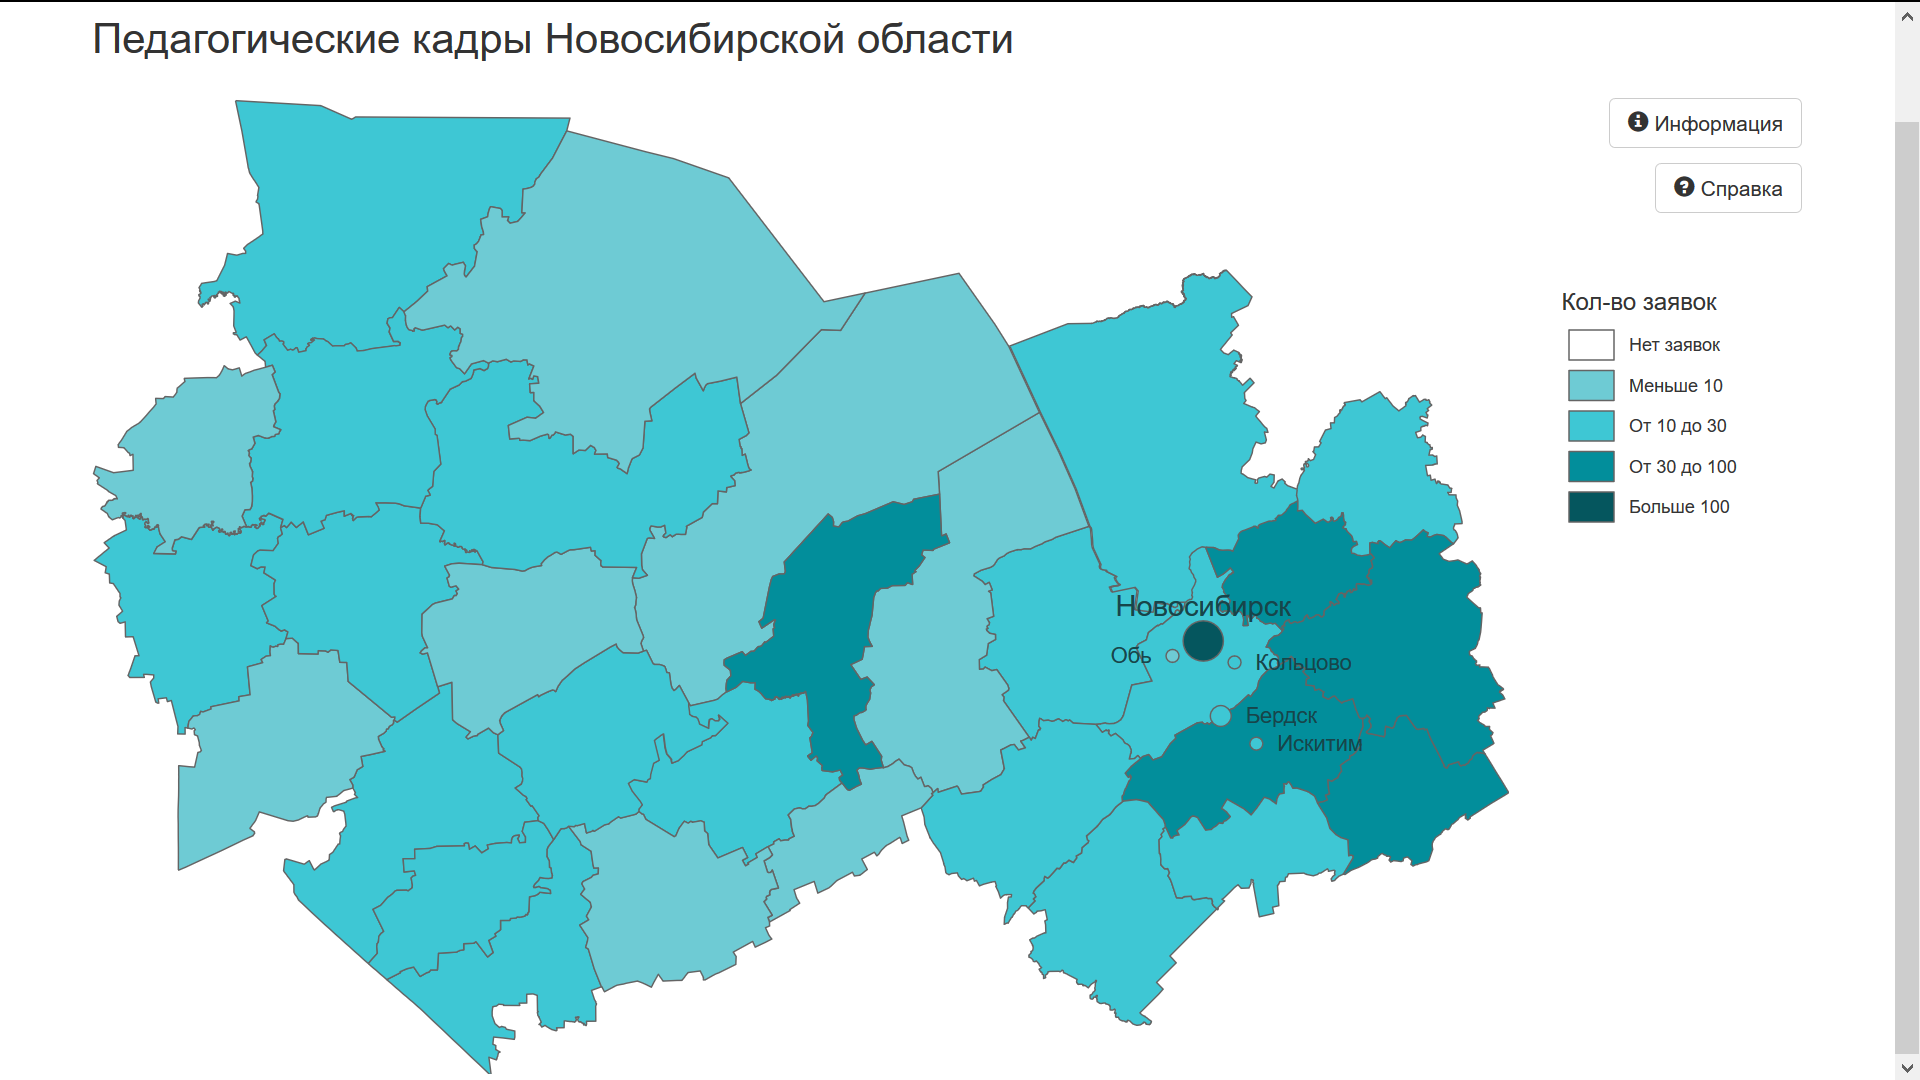 Педагогические кадры Новосибирской области
Информация
Справка
Кол-во заявок
Нет заявок
Меньше 10
От 10 до 30
От 30 до 100
Больше 100
Новосибирск
Обь
Кольцово
Бердск
Искитим